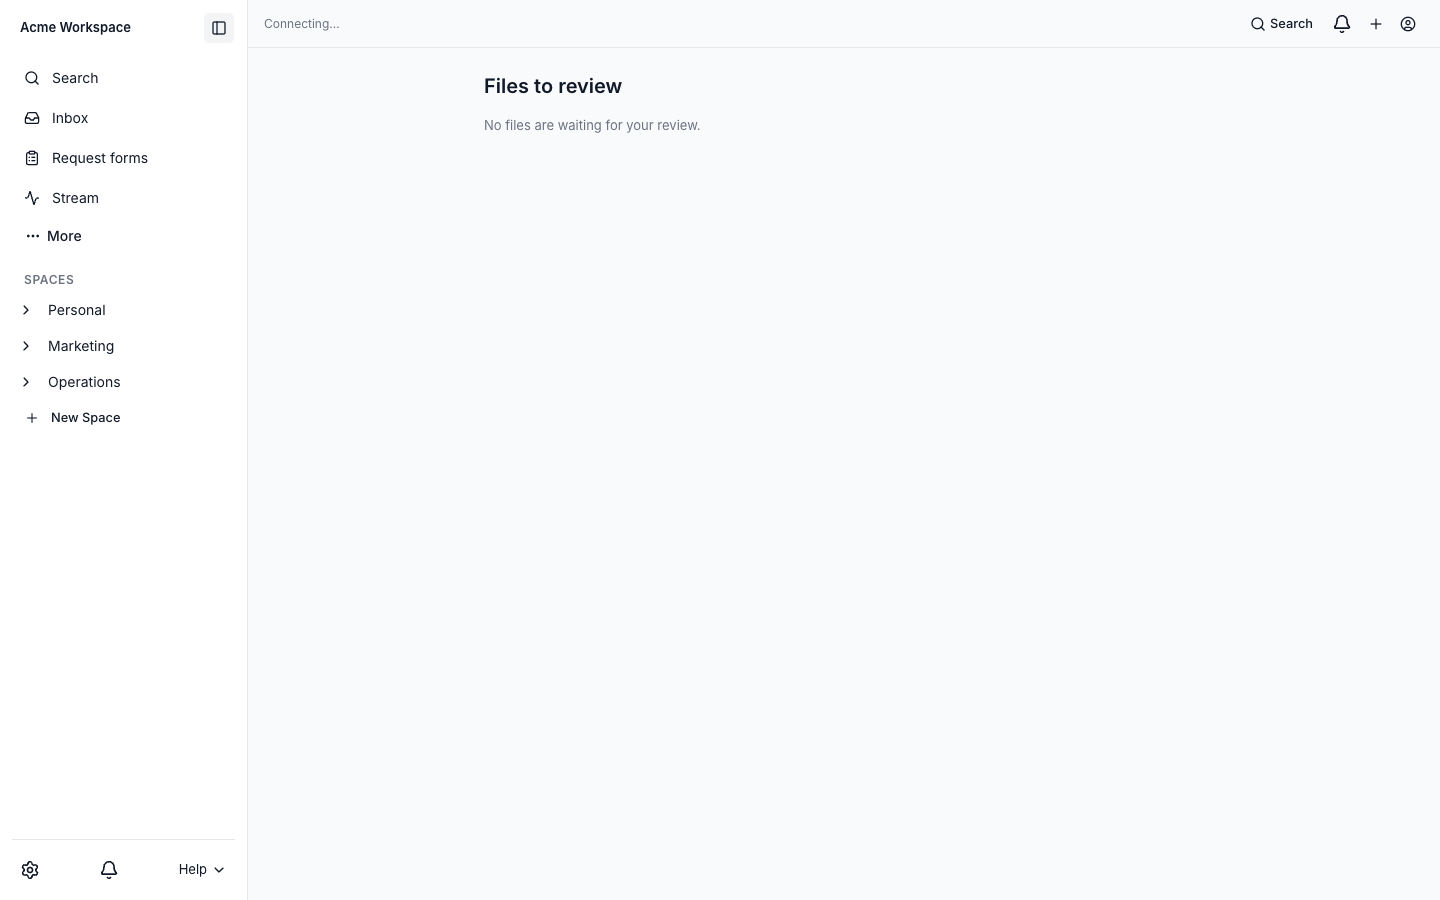 Acme Workspace
Search
Inbox
Request forms
Stream
More
SPACES
Personal
Marketing
Operations
New Space
Help
Connecting...
Search
Files to review
No files are waiting for your review.